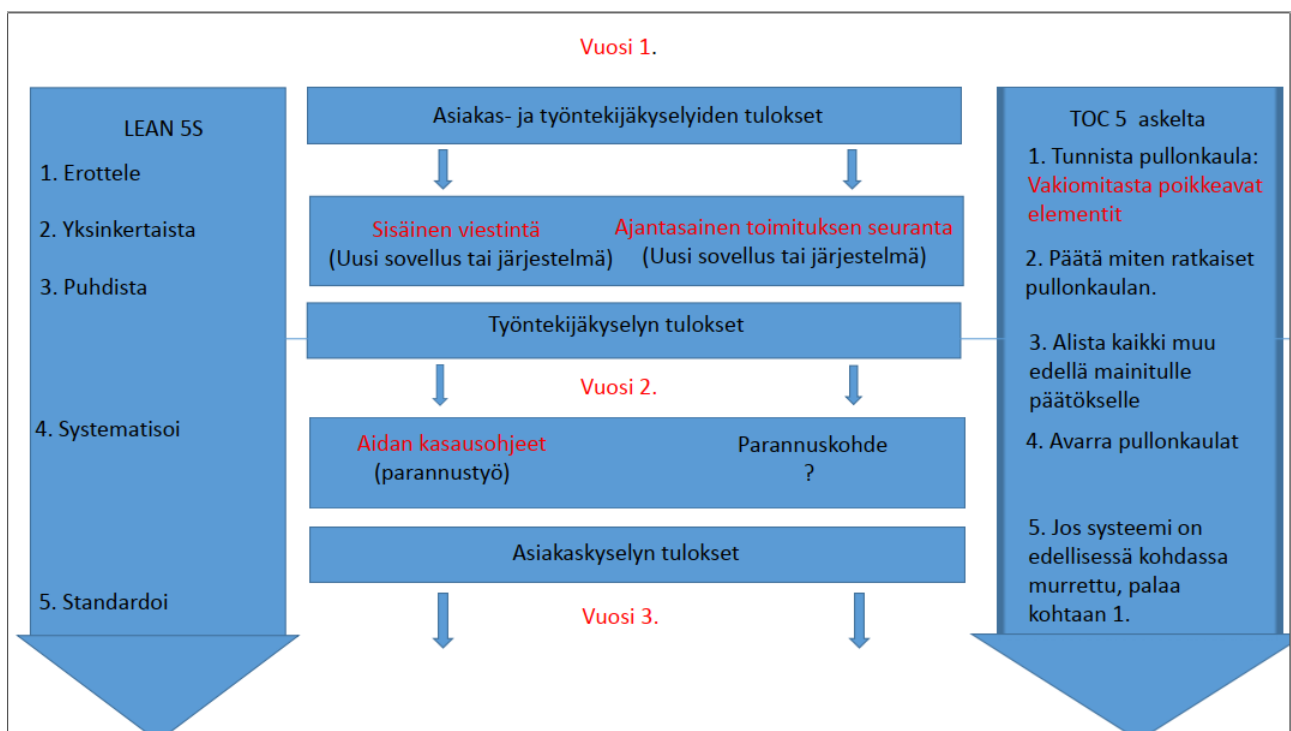 Vuosi 1.
LEAN 5S
1. Erottele
2. Yksinkertaista
3. Puhdista
4. Systematisoi
5. Standardoi
Asiakas- ja työntekijäkyselyiden tulokset
Sisäinen viestintä
(Uusi sovellus tai järjestelmä)
Ajantasainen toimituksen seuranta
(Uusi sovellus tai järjestelmä)
Työntekijäkyselyn tulokset
Vuosi 2.
Aidan kasausohjeet
(parannustyö)
Parannuskohde
?
Asiakaskyselyn tulokset
Vuosi 3.
TOC 5 askelta
1. Tunnista pullonkaula:
Vakiomitasta poikkeavat
elementit
2. Päätä miten ratkaiset
pullonkaulan.
3. Alista kaikki muu
edellä mainitulle
päätökselle
4. Avarra pullonkaulat
5. Jos systeemi on
edellisessä kohdassa
murrettu, palaa
kohtaan 1.